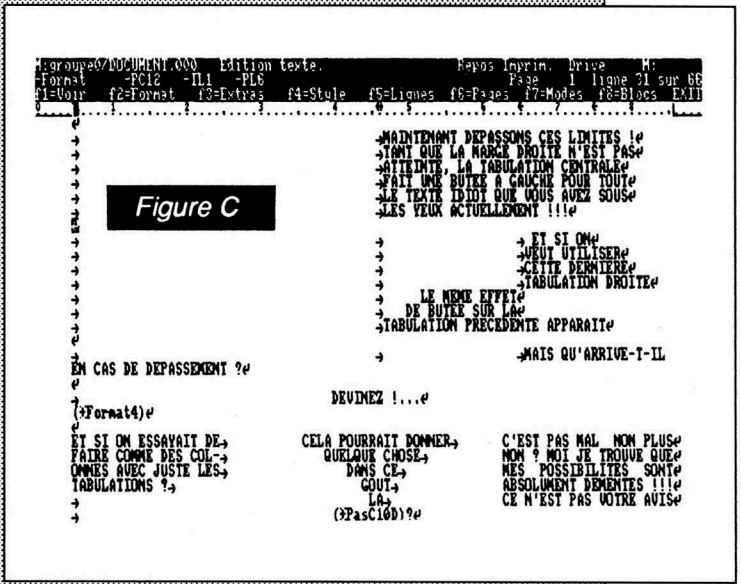 M:groupe0/DOCUMENT.000 Edition texte. Repos Imprim. Drive M:
-Format -PC12 -IL1 -PL6 Page 1 ligne 31 sur 66
f1=Voir f2=Format f3=Extras f4=Style f5=Lignes f6=Pages f7=Modes f8=Blocs EXIT
MAINTENANT DEPASSONS CES LIMITES !
TANT QUE LA MARGE DROITE N'EST PAS
ATTEINTE, LA TABULATION CENTRALE
FAIT UNE BUTEE A GAUCHE POUR TOUT
LE TEXTE IDIOT QUE VOUS AVEZ SOUS
LES YEUX ACTUELLEMENT !!!
Figure C
ET SI ON
VEUT UTILISER
CETTE DERNIERE
TABULATION DROITE
LE MEME EFFET
DE BUTEE SUR LA
TABULATION PRECEDENTE APPARAIT
MAIS QU'ARRIVE-T-IL
EN CAS DE DEPASSEMENT ?
DEVINEZ !...
(→Format4)
ET SI ON ESSAYAIT DE CELA POURRAIT DONNER C'EST PAS MAL NON PLUS
FAIRE COMME DES COL- QUELQUE CHOSE NON ? MOI JE TROUVE QUE
ONNES AVEC JUSTE LES DANS CE MES POSSIBILITES SONT
TABULATIONS ? GOUT ABSOLUMENT DEMENTES !!!
LA CE N'EST PAS VOTRE AVIS
(→PasC10D)?